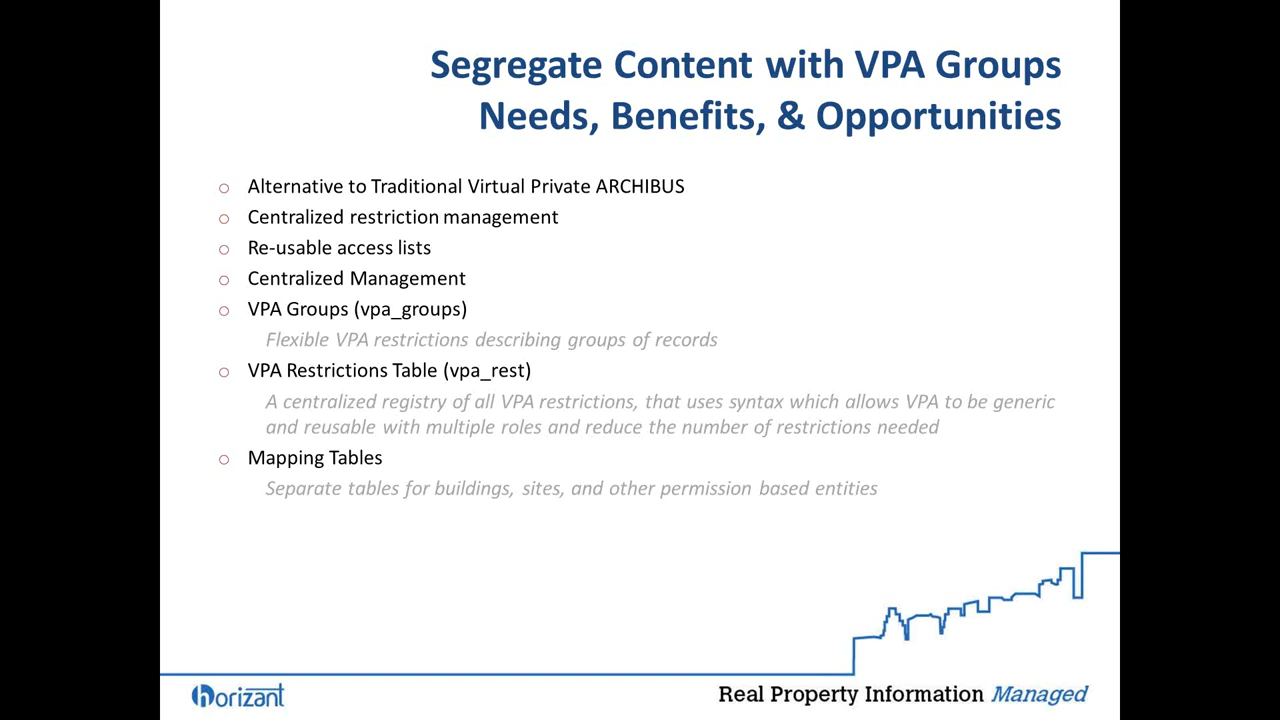 Segregate Content with VPA Groups
Needs, Benefits, & Opportunities
○ Alternative to Traditional Virtual Private ARCHIBUS
○ Centralized restriction management
○ Re-usable access lists
○ Centralized Management
○ VPA Groups (vpa_groups)
Flexible VPA restrictions describing groups of records
○ VPA Restrictions Table (vpa_rest)
A centralized registry of all VPA restrictions, that uses syntax which allows VPA to be generic
and reusable with multiple roles and reduce the number of restrictions needed
○ Mapping Tables
Separate tables for buildings, sites, and other permission based entities
horizant
Real Property Information Managed